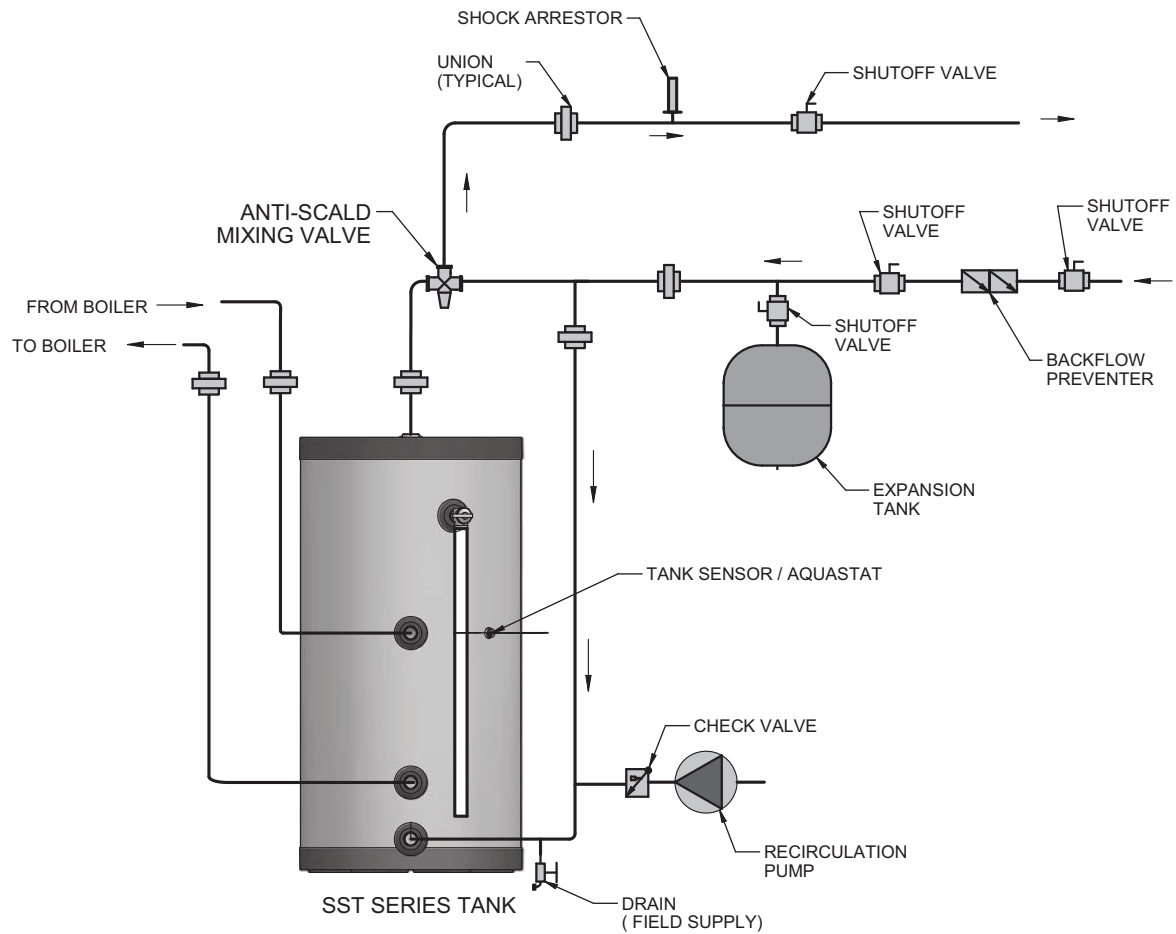 SHOCK ARRESTOR
UNION
(TYPICAL)
SHUTOFF VALVE
ANTI-SCALD
MIXING VALVE
SHUTOFF
VALVE
SHUTOFF
VALVE
FROM BOILER
TO BOILER
SHUTOFF
VALVE
BACKFLOW
PREVENTER
EXPANSION
TANK
TANK SENSOR / AQUASTAT
CHECK VALVE
RECIRCULATION
PUMP
SST SERIES TANK
DRAIN
( FIELD SUPPLY)